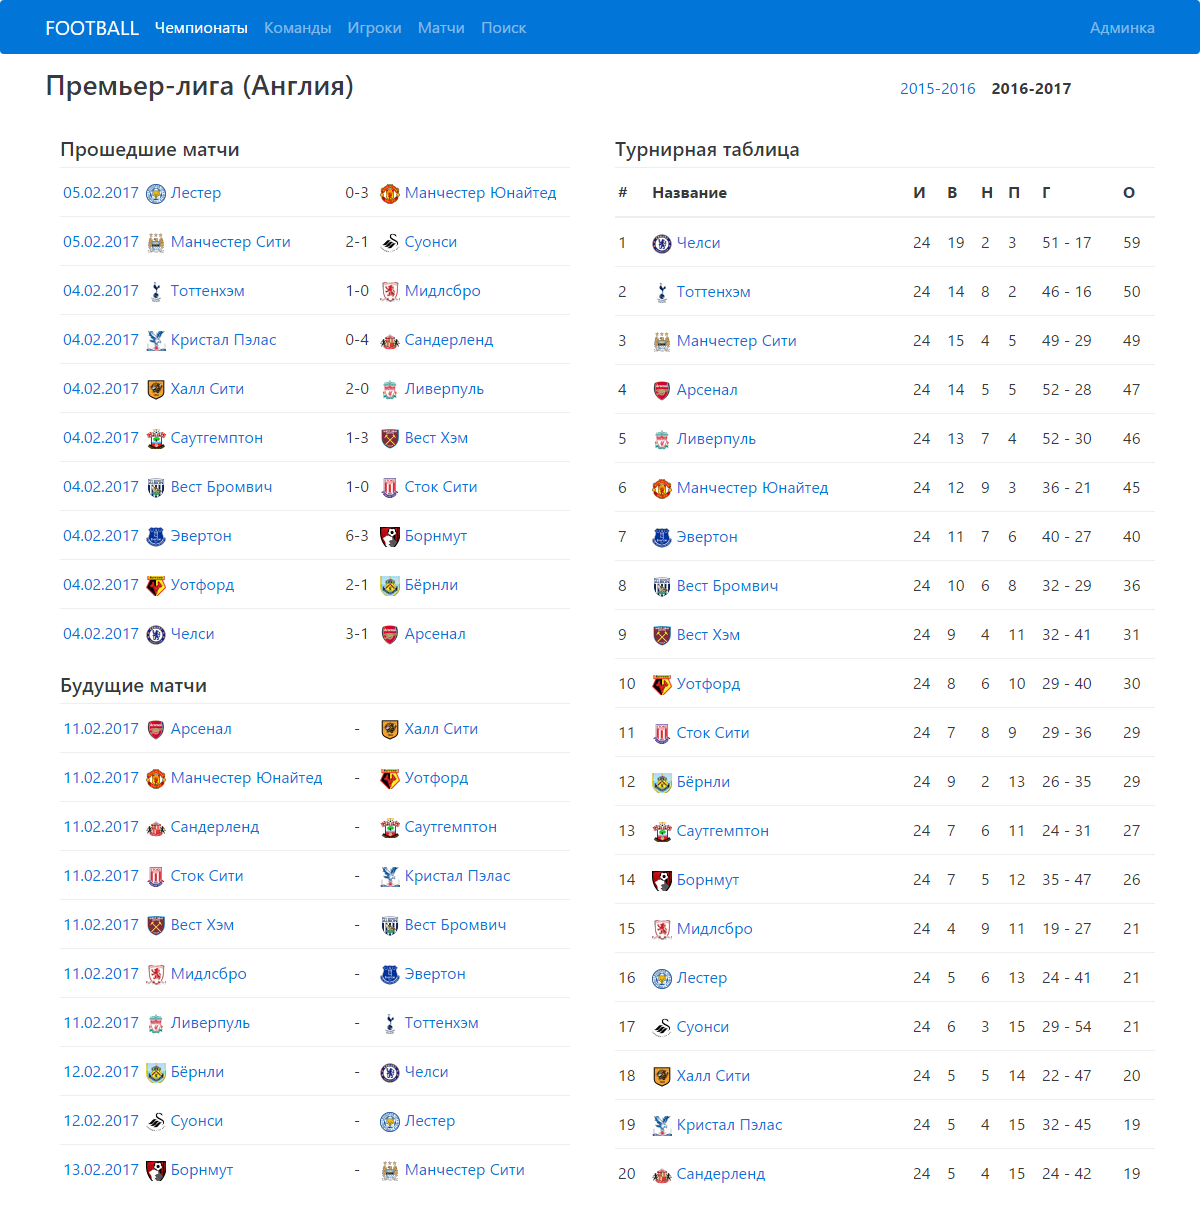 FOOTBALL Чемпионаты Команды Игроки Матчи Поиск Админка
Премьер-лига (Англия) 2015-2016 2016-2017
Прошедшие матчи
05.02.2017 Лестер 0-3 Манчестер Юнайтед
05.02.2017 Манчестер Сити 2-1 Суонси
04.02.2017 Тоттенхэм 1-0 Мидлсбро
04.02.2017 Кристал Пэлас 0-4 Сандерленд
04.02.2017 Халл Сити 2-0 Ливерпуль
04.02.2017 Саутгемптон 1-3 Вест Хэм
04.02.2017 Вест Бромвич 1-0 Сток Сити
04.02.2017 Эвертон 6-3 Борнмут
04.02.2017 Уотфорд 2-1 Бёрнли
04.02.2017 Челси 3-1 Арсенал
Будущие матчи
11.02.2017 Арсенал - Халл Сити
11.02.2017 Манчестер Юнайтед - Уотфорд
11.02.2017 Сандерленд - Саутгемптон
11.02.2017 Сток Сити - Кристал Пэлас
11.02.2017 Вест Хэм - Вест Бромвич
11.02.2017 Мидлсбро - Эвертон
11.02.2017 Ливерпуль - Тоттенхэм
12.02.2017 Бёрнли - Челси
12.02.2017 Суонси - Лестер
13.02.2017 Борнмут - Манчестер Сити
Турнирная таблица
# Название И В Н П Г О
1 Челси 24 19 2 3 51 - 17 59
2 Тоттенхэм 24 14 8 2 46 - 16 50
3 Манчестер Сити 24 15 4 5 49 - 29 49
4 Арсенал 24 14 5 5 52 - 28 47
5 Ливерпуль 24 13 7 4 52 - 30 46
6 Манчестер Юнайтед 24 12 9 3 36 - 21 45
7 Эвертон 24 11 7 6 40 - 27 40
8 Вест Бромвич 24 10 6 8 32 - 29 36
9 Вест Хэм 24 9 4 11 32 - 41 31
10 Уотфорд 24 8 6 10 29 - 40 30
11 Сток Сити 24 7 8 9 29 - 36 29
12 Бёрнли 24 9 2 13 26 - 35 29
13 Саутгемптон 24 7 6 11 24 - 31 27
14 Борнмут 24 7 5 12 35 - 47 26
15 Мидлсбро 24 4 9 11 19 - 27 21
16 Лестер 24 5 6 13 24 - 41 21
17 Суонси 24 6 3 15 29 - 54 21
18 Халл Сити 24 5 5 14 22 - 47 20
19 Кристал Пэлас 24 5 4 15 32 - 45 19
20 Сандерленд 24 5 4 15 24 - 42 19